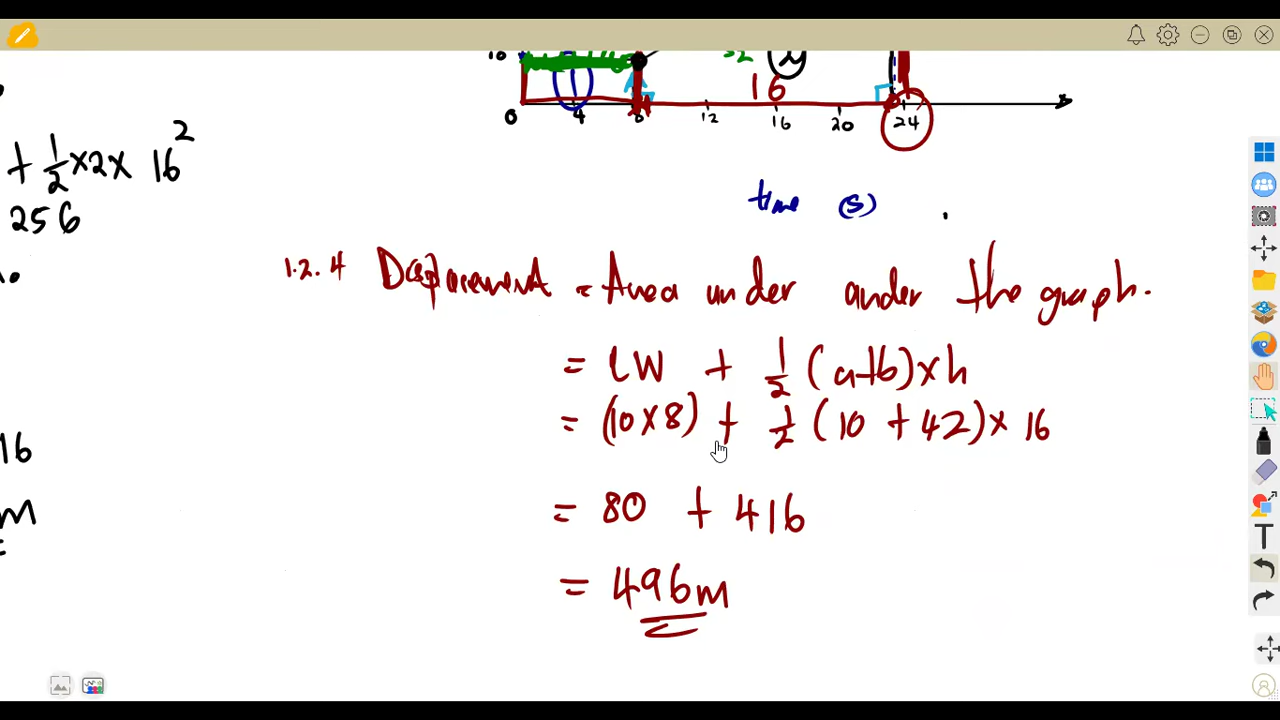 10
32
16
0 4 8 12 16 20 24
time (s)
+ 1/2 ×2× 16²
256
16
m
1.2.4 Displacement = Area under under the graph.
= LW + 1/2 (a+b)×h
= (10×8) + 1/2 (10 + 42)× 16
= 80 + 416
= 496m
T